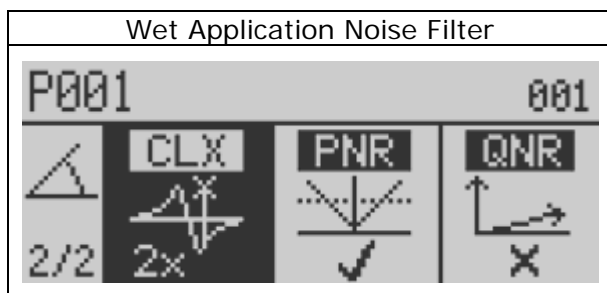 Wet Application Noise Filter
P001 001
CLX PNR QNR
2/2 2x